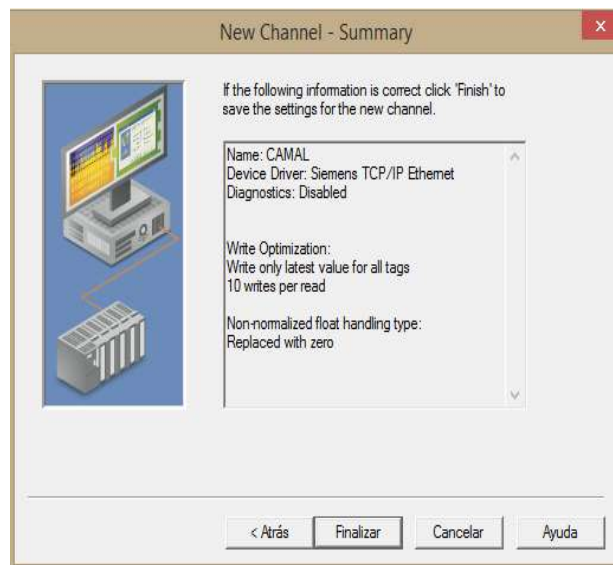 New Channel - Summary
x
If the following information is correct click 'Finish' to
save the settings for the new channel.
Name: CAMAL
Device Driver: Siemens TCP/IP Ethernet
Diagnostics: Disabled
Write Optimization:
Write only latest value for all tags
10 writes per read
Non-normalized float handling type:
Replaced with zero
< Atrás Finalizar Cancelar Ayuda